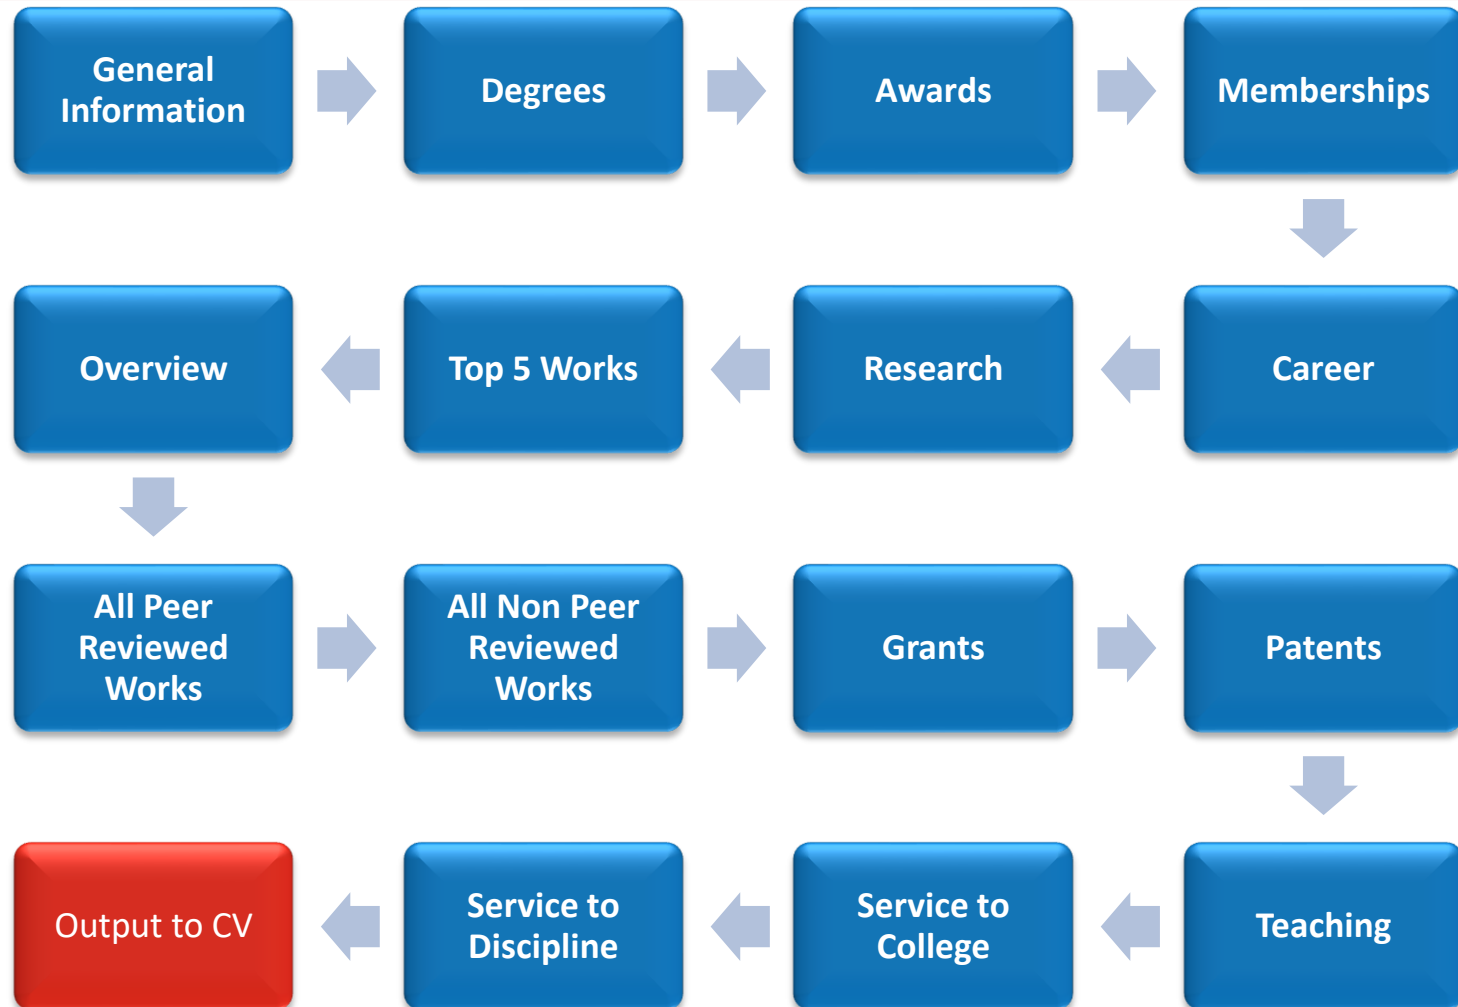 General
Information
Degrees
Awards
Memberships
Career
Research
Top 5 Works
Overview
All Peer
Reviewed
Works
All Non Peer
Reviewed
Works
Grants
Patents
Teaching
Service to
College
Service to
Discipline
Output to CV